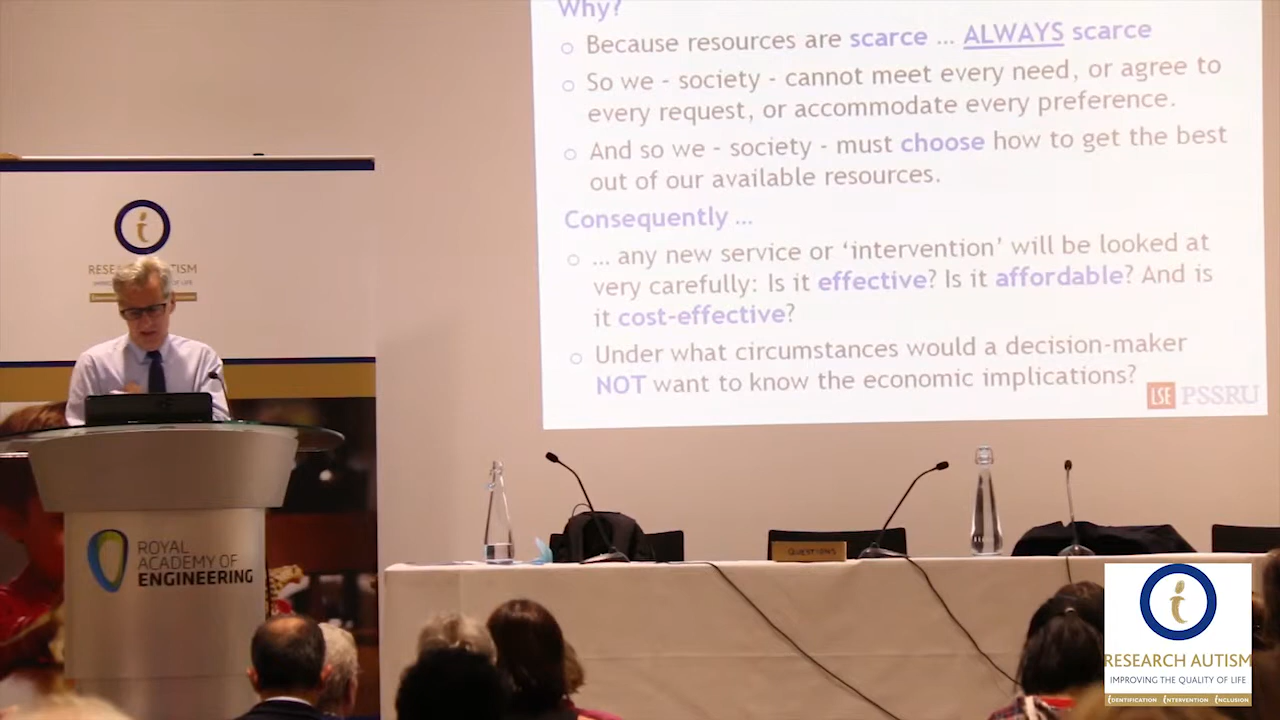 Why?
Because resources are scarce ... ALWAYS scarce
So we - society - cannot meet every need, or agree to
every request, or accommodate every preference.
And so we - society - must choose how to get the best
out of our available resources.
Consequently ...
... any new service or ‘intervention’ will be looked at
very carefully: Is it effective? Is it affordable? And is
it cost-effective?
Under what circumstances would a decision-maker
NOT want to know the economic implications?
LSE PSSRU
ROYAL
ACADEMY OF
ENGINEERING
QUESTIONS
RESEARCH AUTISM
IMPROVING THE QUALITY OF LIFE
IDENTIFICATION INTERVENTION INCLUSION